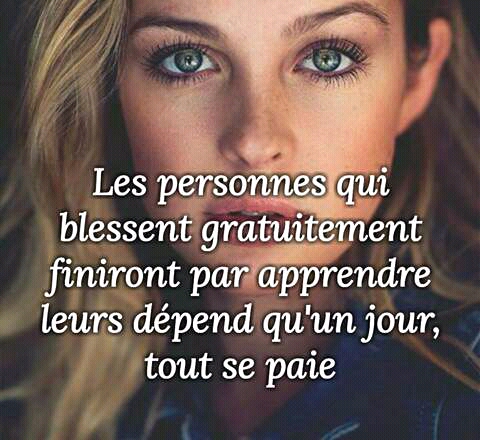 Les personnes qui
blessent gratuitement
finiront par apprendre
leurs dépend qu'un jour,
tout se paie